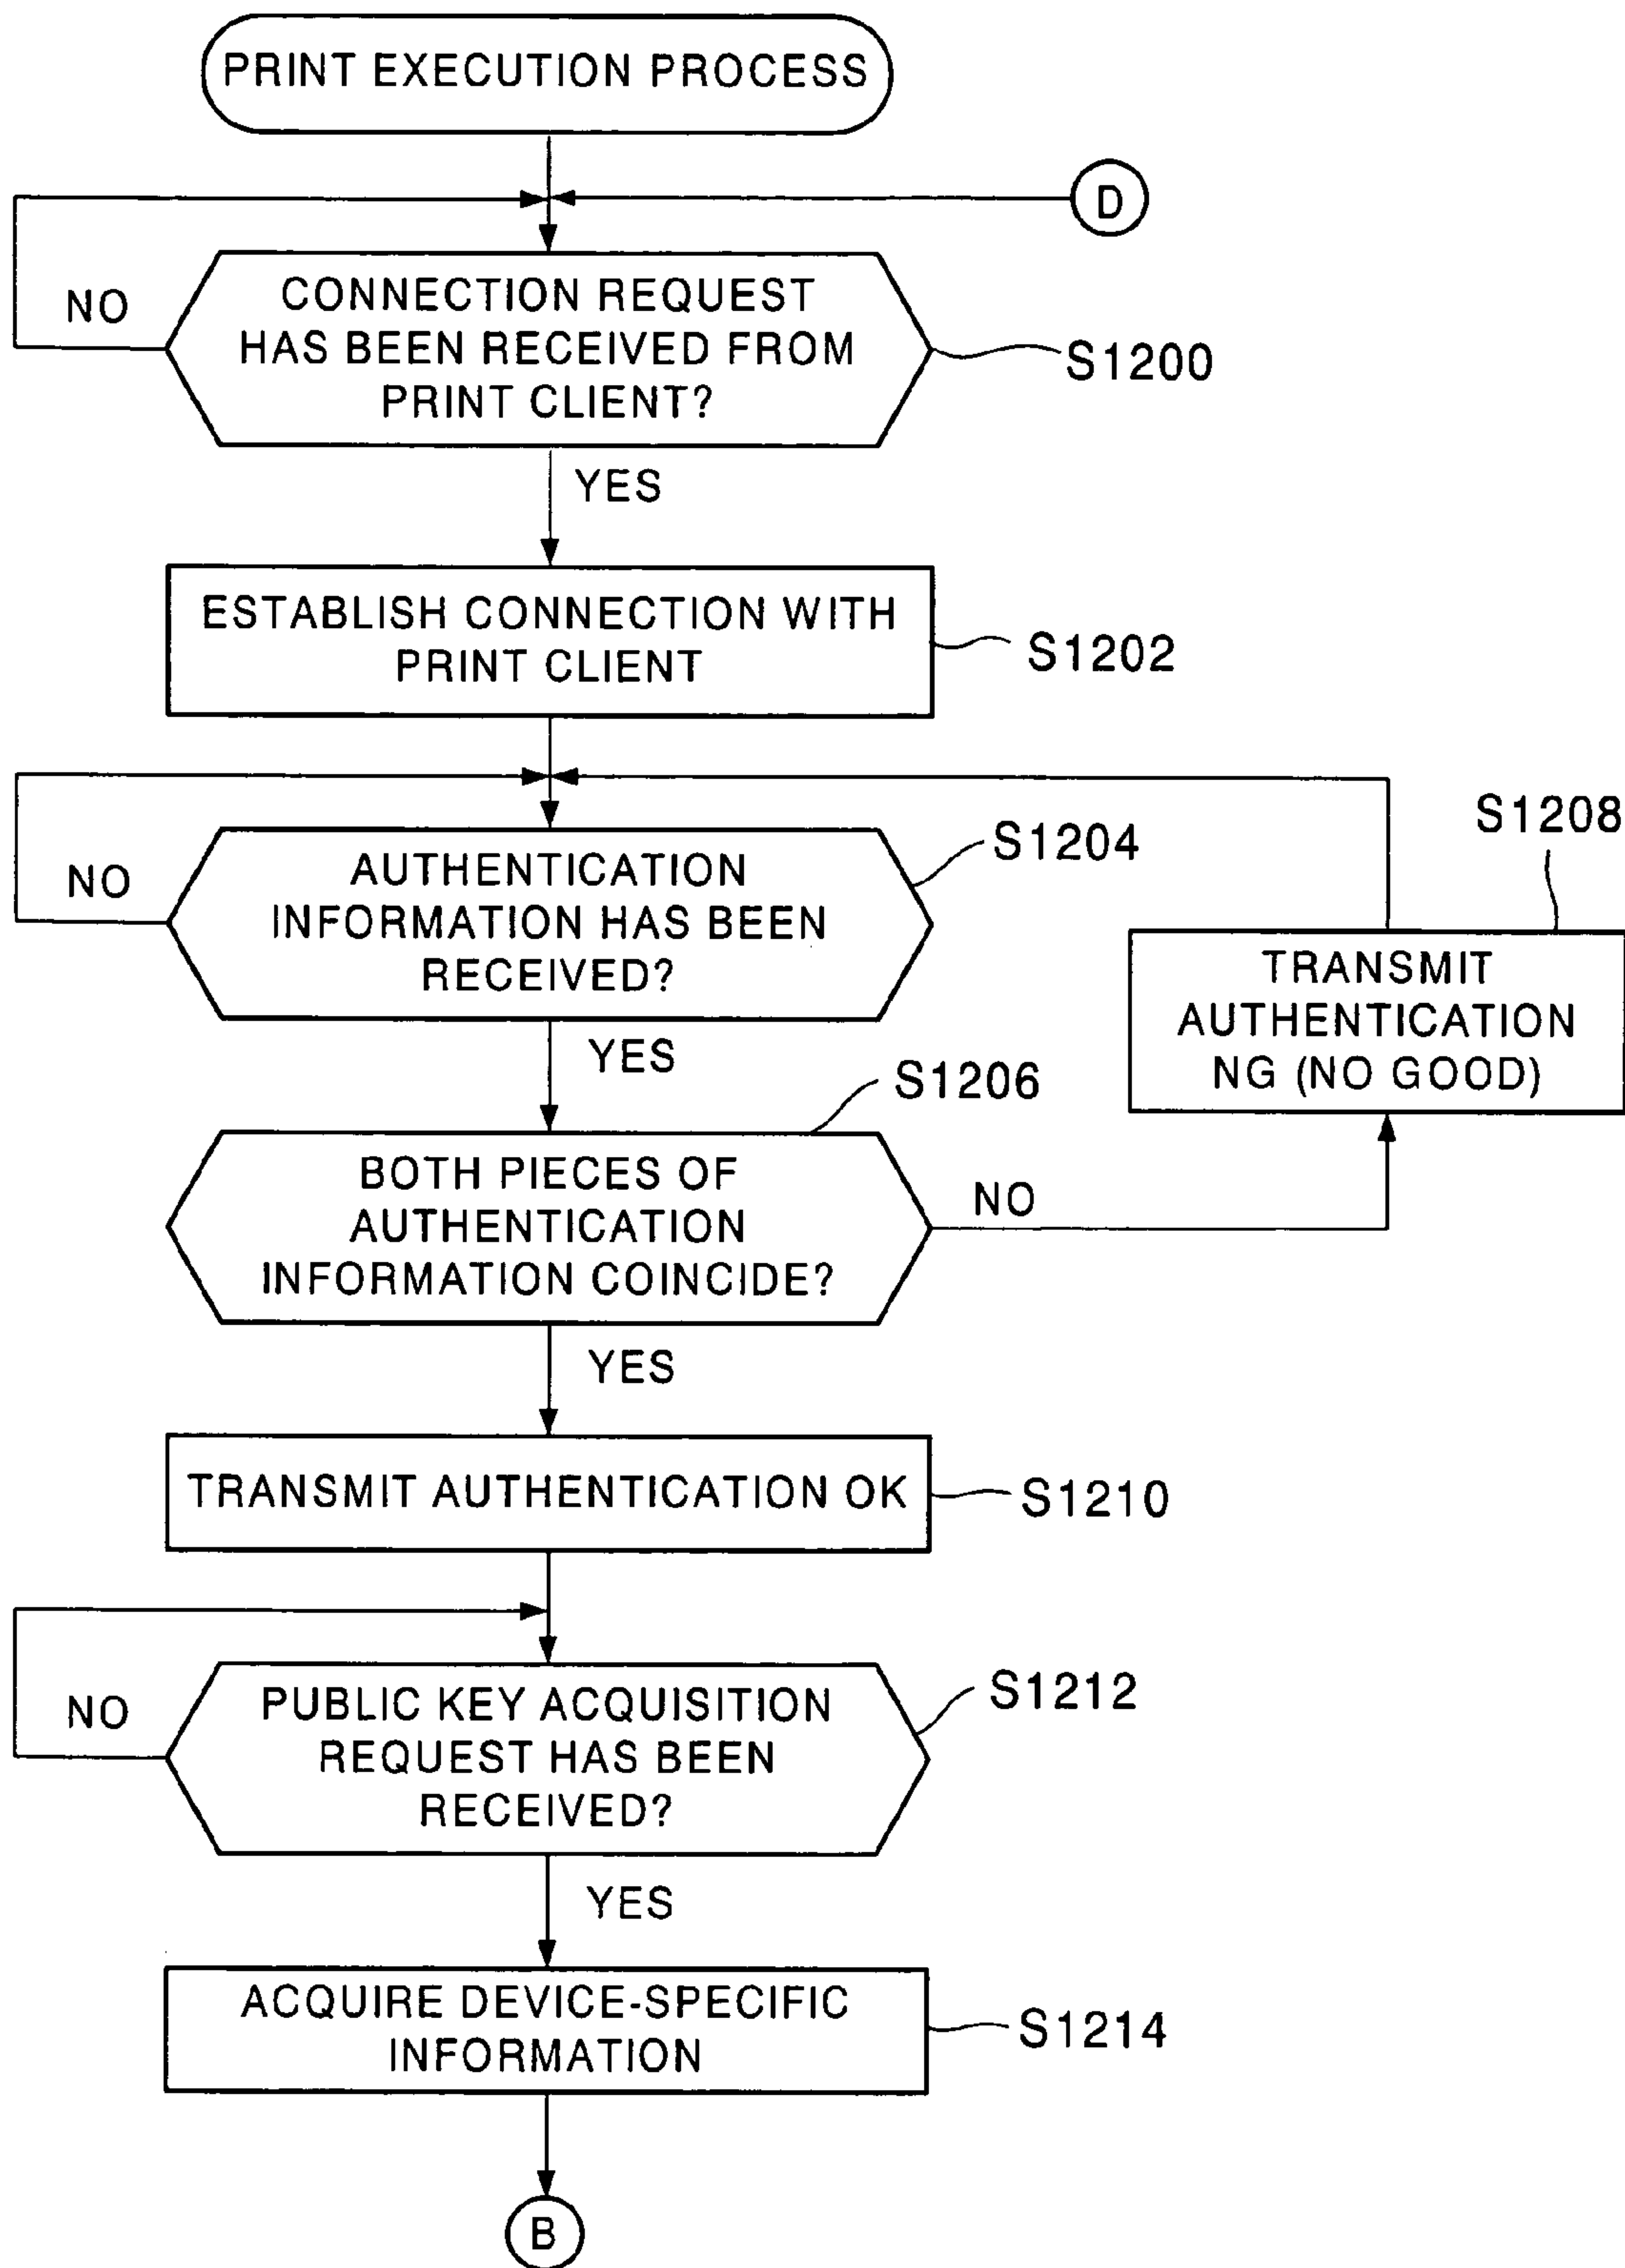 PRINT EXECUTION PROCESS
D
CONNECTION REQUEST
HAS BEEN RECEIVED FROM
PRINT CLIENT?
NO
S1200
YES
ESTABLISH CONNECTION WITH
PRINT CLIENT
S1202
AUTHENTICATION
INFORMATION HAS BEEN
RECEIVED?
NO
S1204
S1208
TRANSMIT
AUTHENTICATION
NG (NO GOOD)
YES
S1206
BOTH PIECES OF
AUTHENTICATION
INFORMATION COINCIDE?
NO
YES
TRANSMIT AUTHENTICATION OK
S1210
PUBLIC KEY ACQUISITION
REQUEST HAS BEEN
RECEIVED?
NO
S1212
YES
ACQUIRE DEVICE-SPECIFIC
INFORMATION
S1214
B